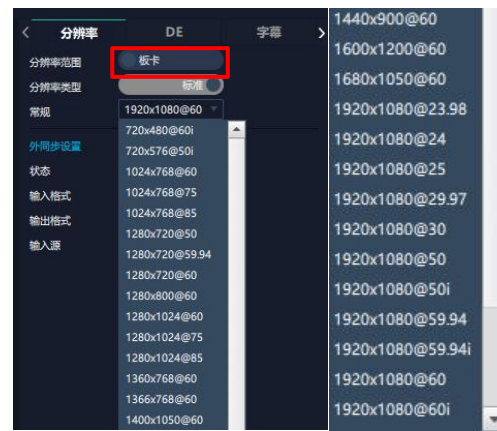 分辨率 DE 字幕
分辨率范围 板卡
分辨率类型 标准
常规 1920x1080@60
外同步设置
状态
输入格式
输出格式
输入源
720x480@60i
720x576@50i
1024x768@60
1024x768@75
1024x768@85
1280x720@50
1280x720@59.94
1280x720@60
1280x800@60
1280x1024@60
1280x1024@75
1280x1024@85
1360x768@60
1366x768@60
1400x1050@60
1440x900@60
1600x1200@60
1680x1050@60
1920x1080@23.98
1920x1080@24
1920x1080@25
1920x1080@29.97
1920x1080@30
1920x1080@50
1920x1080@50i
1920x1080@59.94
1920x1080@59.94i
1920x1080@60
1920x1080@60i